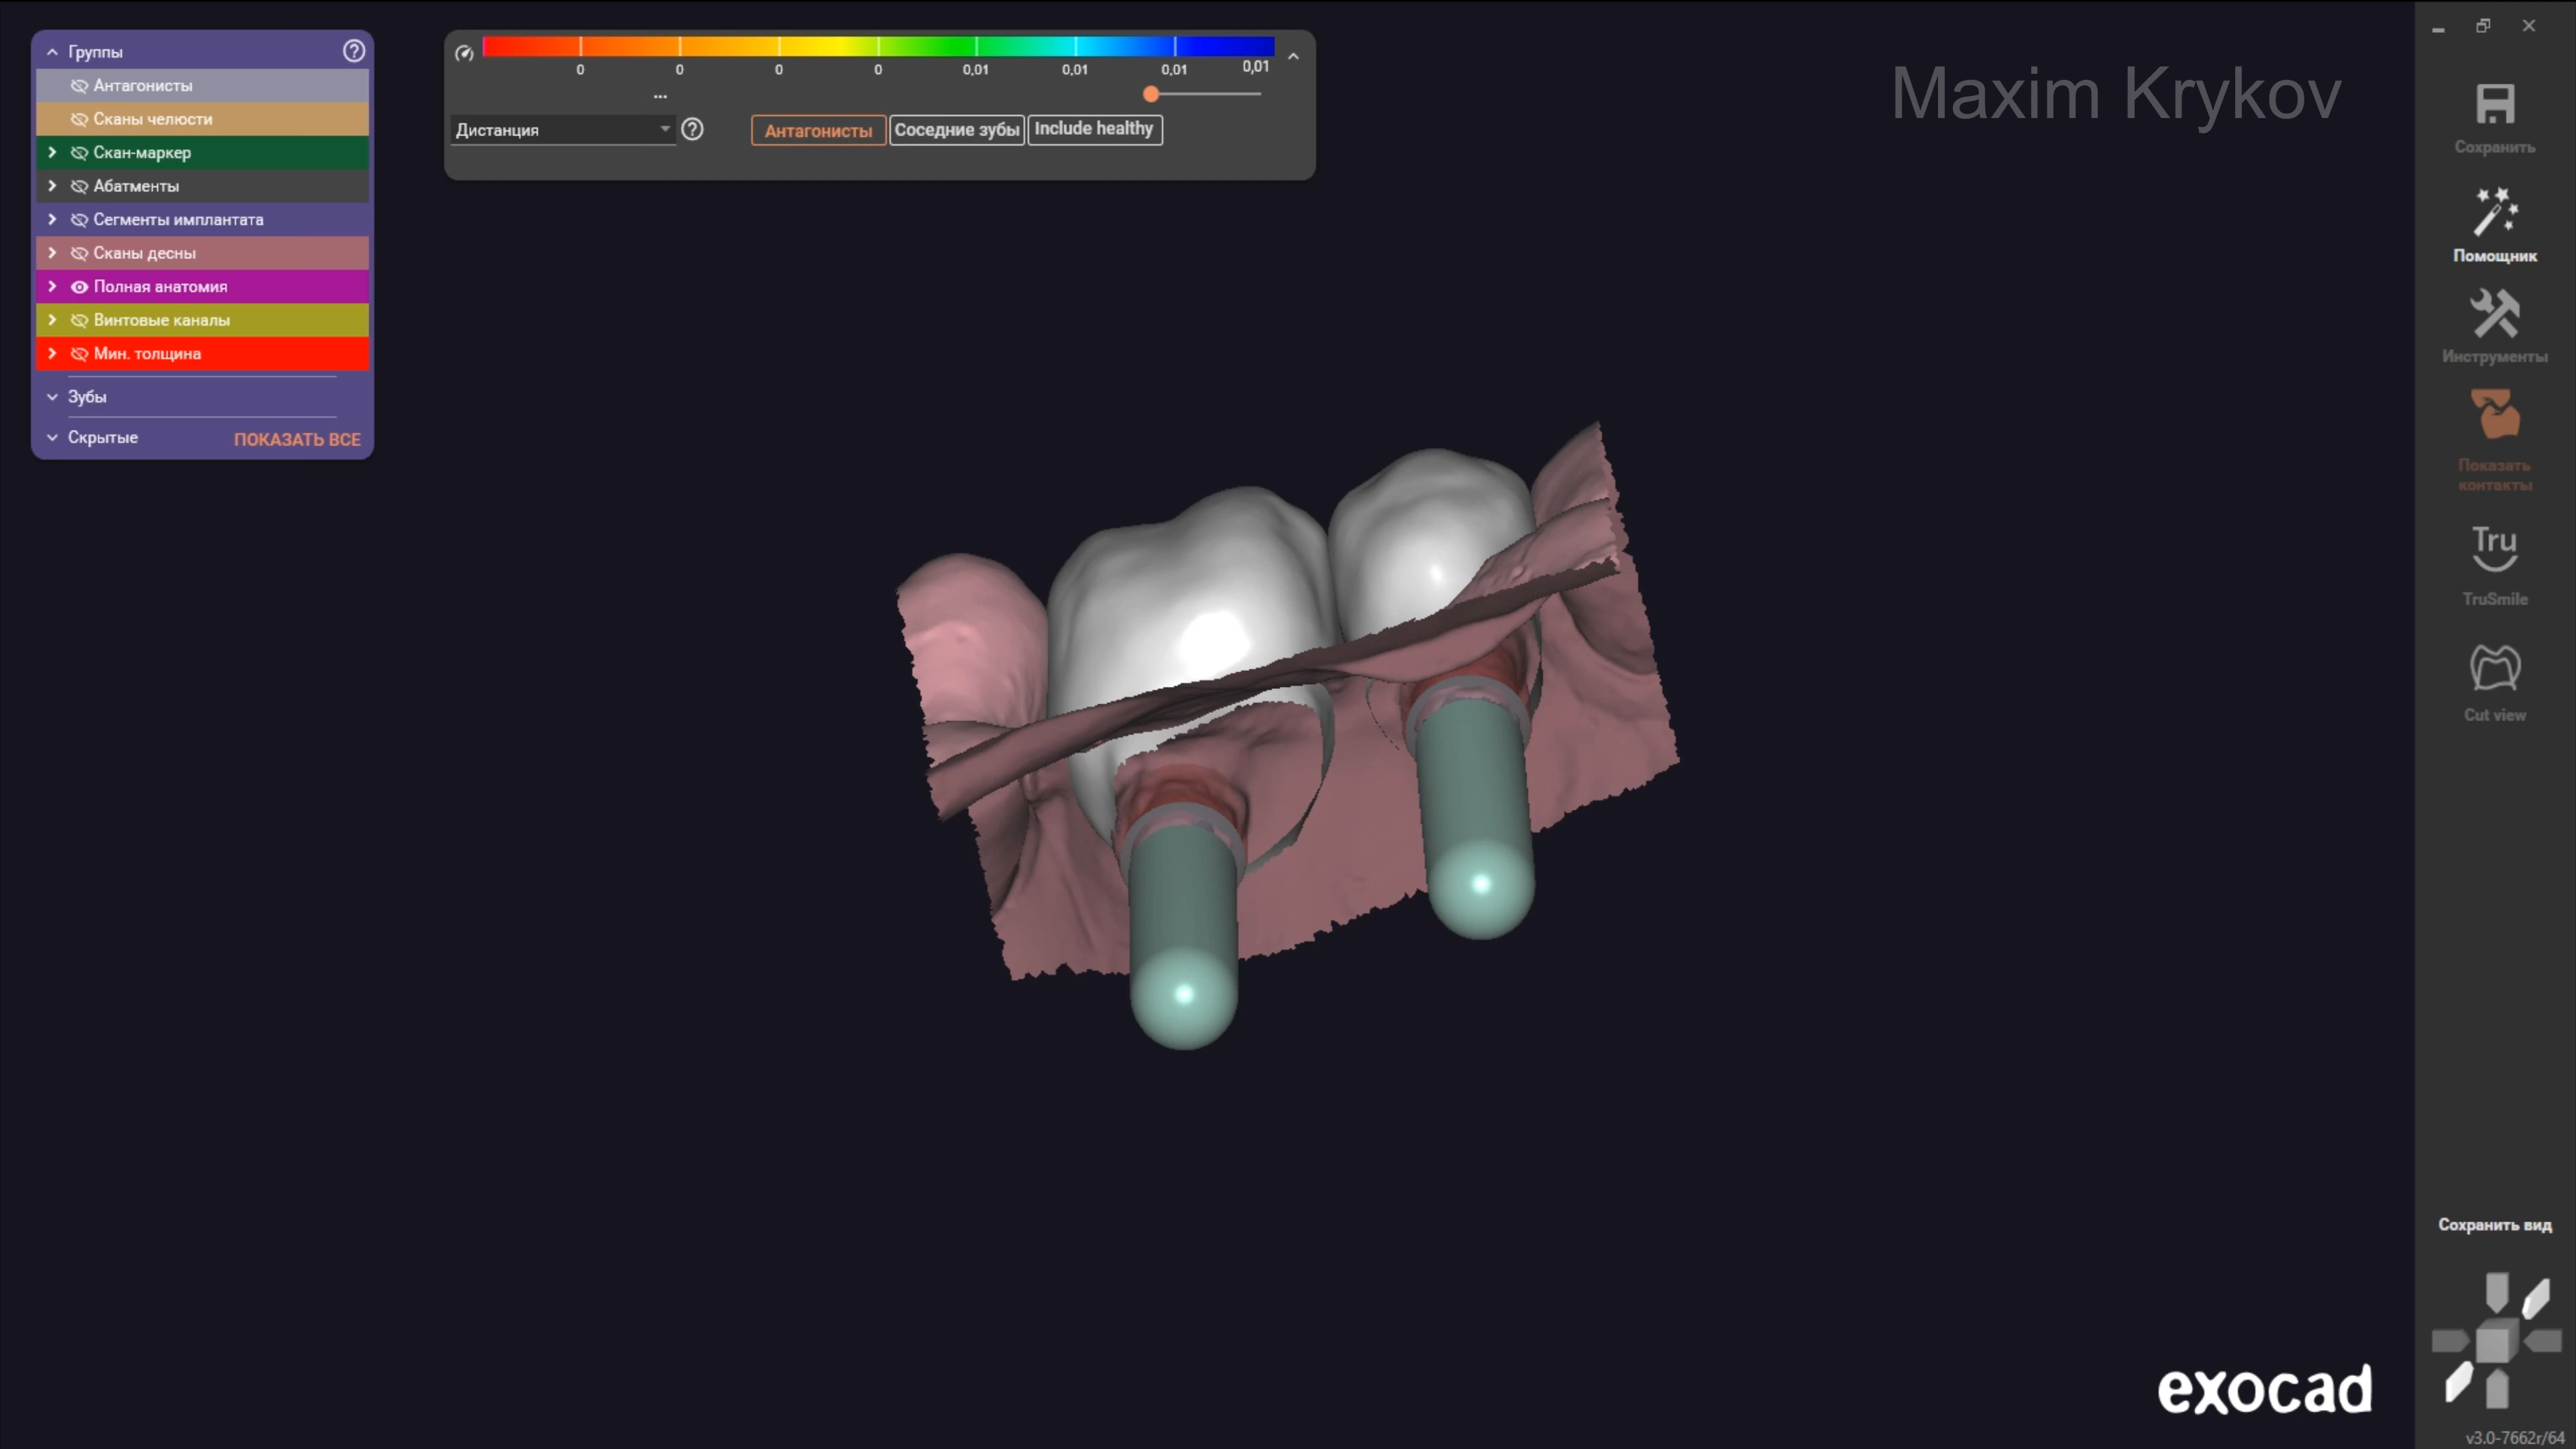 Группы
Антагонисты
Сканы челюсти
Скан-маркер
Абатменты
Сегменты имплантата
Сканы десны
Полная анатомия
Винтовые каналы
Мин. толщина
Зубы
Скрытые ПОКАЗАТЬ ВСЕ
0 0 0 0 0,01 0,01 0,01 0,01
...
Дистанция
Антагонисты Соседние зубы Include healthy
Maxim Krykov
Сохранить
Помощник
Инструменты
Показать
контакты
Tru
TruSmile
Cut view
Сохранить вид
exocad
v3.0-7662r/64